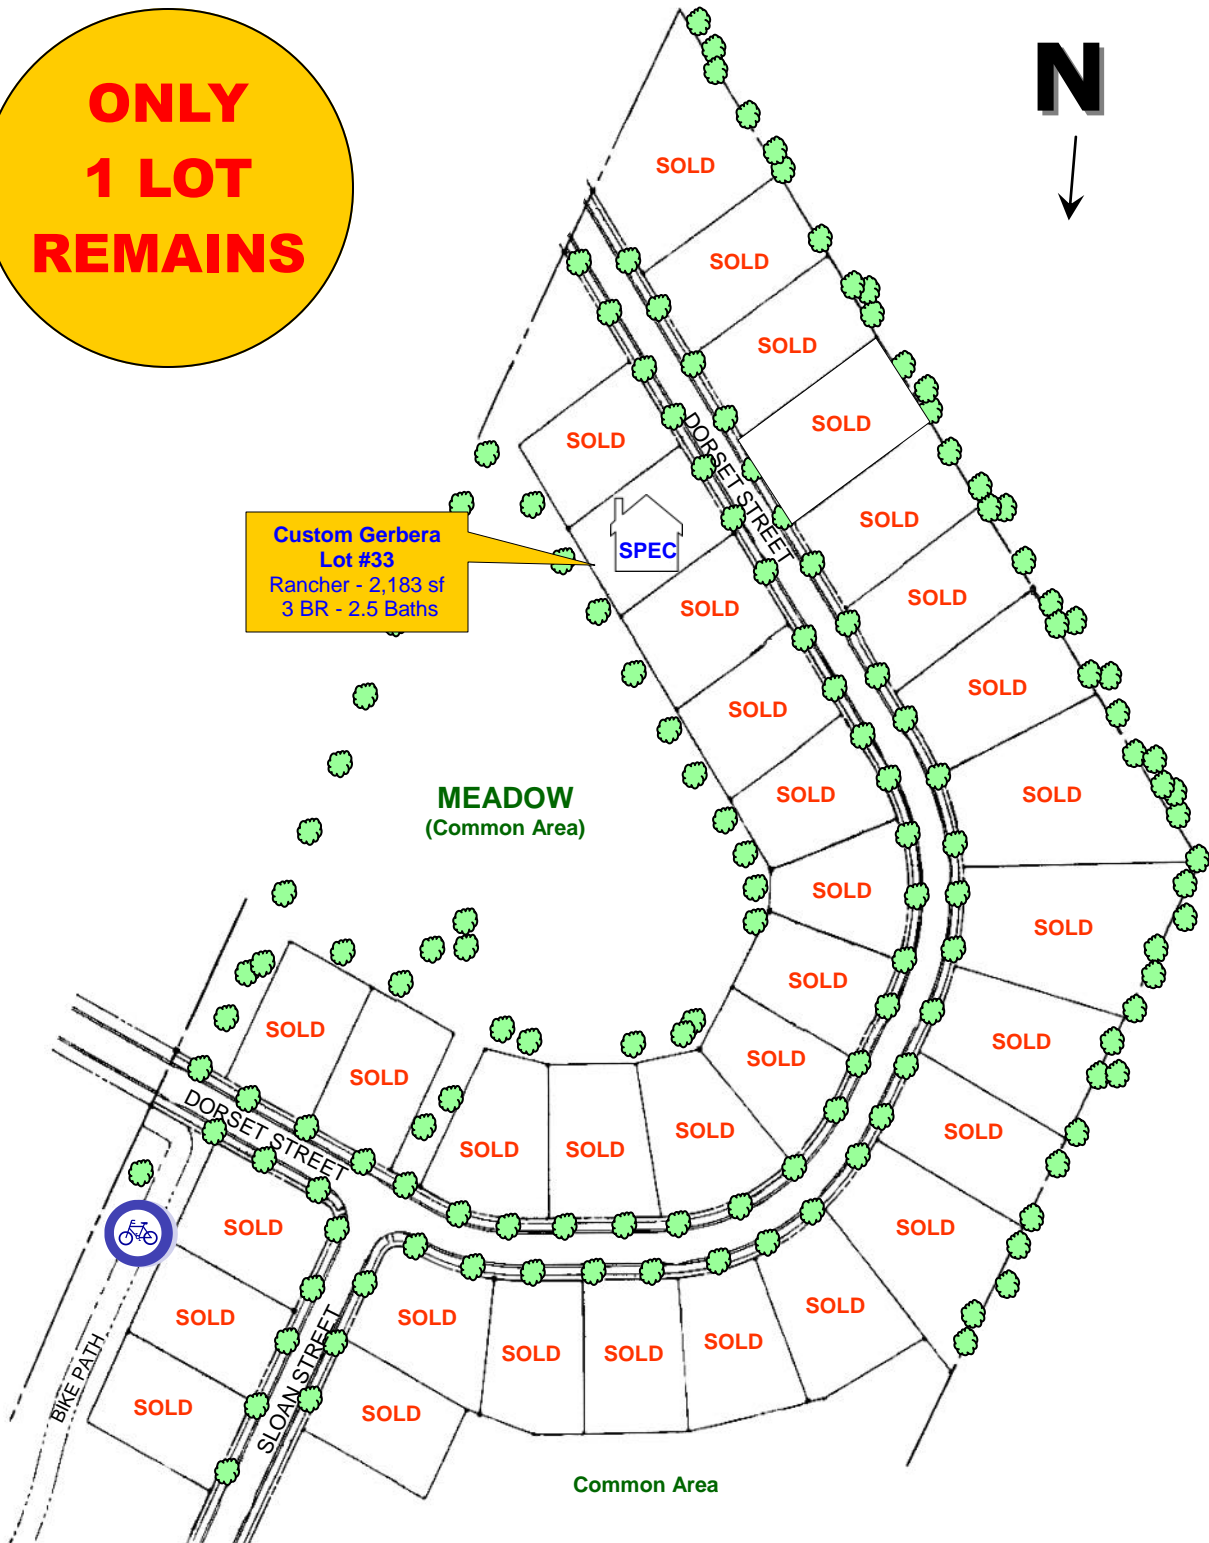 ONLY
1 LOT
REMAINS
N
SOLD
SOLD
SOLD
SOLD
SOLD
DORSET STREET
SOLD
Custom Gerbera
Lot #33
Rancher - 2,183 sf
3 BR - 2.5 Baths
SPEC
SOLD
SOLD
SOLD
SOLD
SOLD
SOLD
MEADOW
(Common Area)
SOLD
SOLD
SOLD
SOLD
SOLD
SOLD
SOLD
SOLD
SOLD
SOLD
SOLD
SOLD
DORSET STREET
SOLD
SOLD
SOLD
SOLD
SOLD
SOLD
SOLD
SOLD
SOLD
BIKE PATH
SLOAN STREET
SOLD
SOLD
Common Area